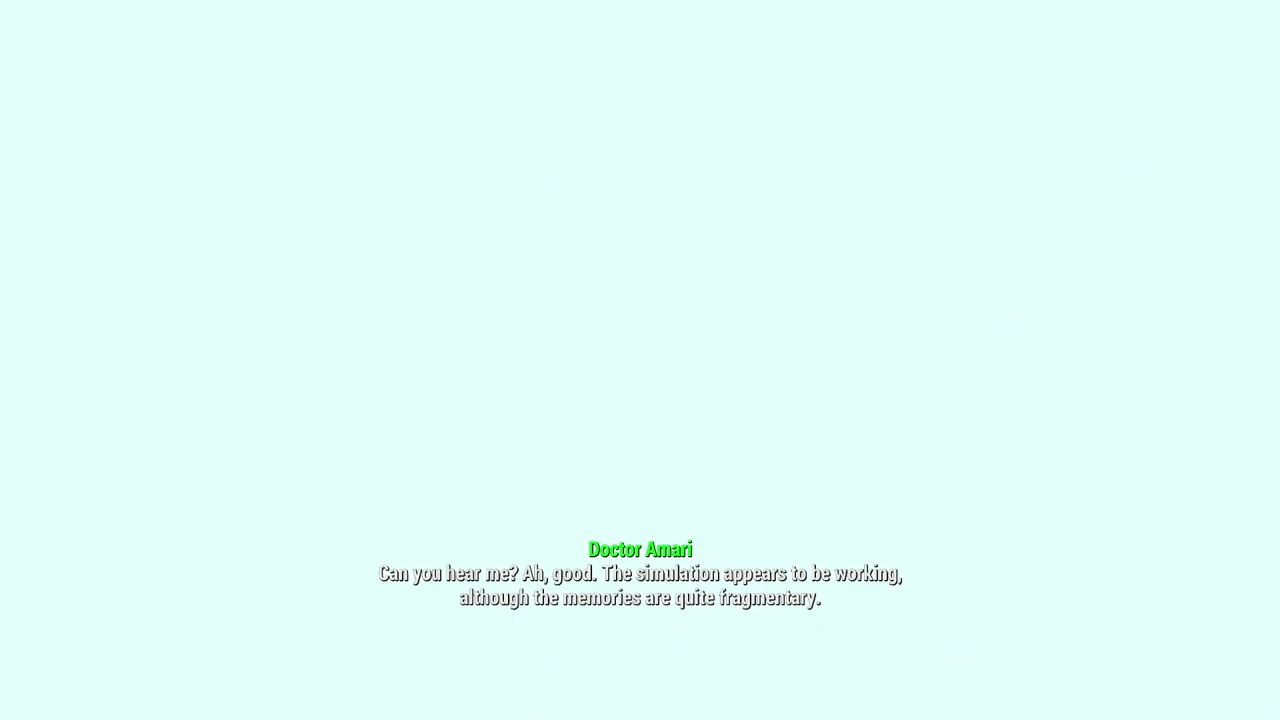 Doctor Amari
Can you hear me? Ah, good. The simulation appears to be working,
although the memories are quite fragmentary.